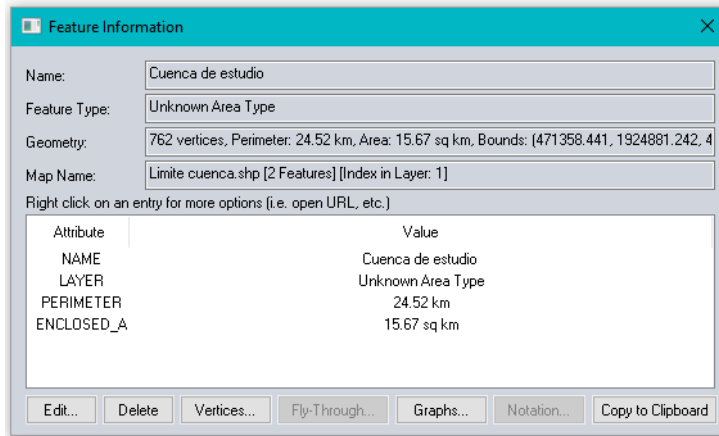 Feature Information
Name: Cuenca de estudio
Feature Type: Unknown Area Type
Geometry: 762 vertices, Perimeter: 24.52 km, Area: 15.67 sq km, Bounds: (471358.441, 1924881.242, 4
Map Name: Limite cuenca.shp [2 Features] [Index in Layer: 1]
Right click on an entry for more options (i.e. open URL, etc.)
Attribute Value
NAME Cuenca de estudio
LAYER Unknown Area Type
PERIMETER 24.52 km
ENCLOSED_A 15.67 sq km
Edit... Delete Vertices... Fly-Through... Graphs... Notation... Copy to Clipboard